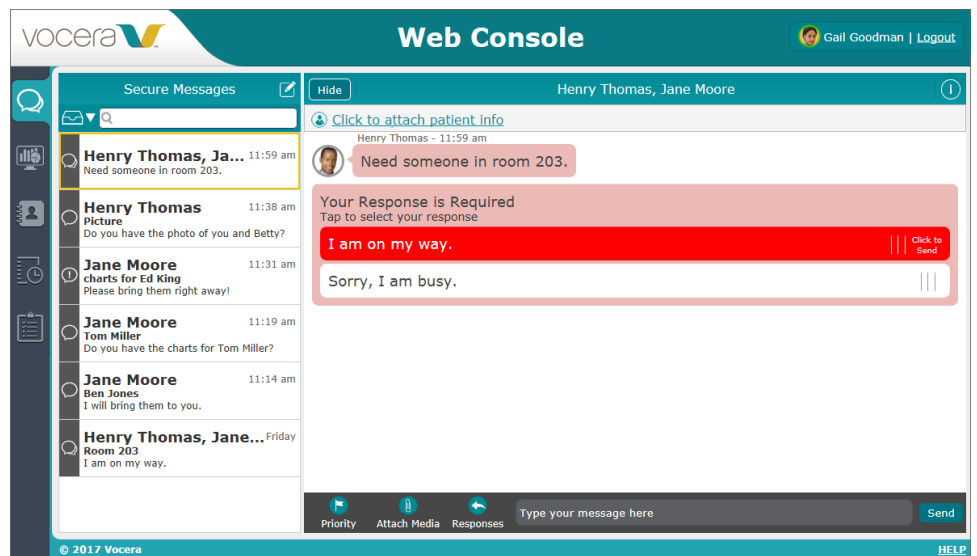 vocera
Web Console
Gail Goodman | Logout
Secure Messages
Henry Thomas, Ja... 11:59 am
Need someone in room 203.
Henry Thomas 11:38 am
Picture
Do you have the photo of you and Betty?
Jane Moore 11:31 am
charts for Ed King
Please bring them right away!
Jane Moore 11:19 am
Tom Miller
Do you have the charts for Tom Miller?
Jane Moore 11:14 am
Ben Jones
I will bring them to you.
Henry Thomas, Jane... Friday
Room 203
I am on my way.
Hide
Henry Thomas, Jane Moore
Click to attach patient info
Henry Thomas - 11:59 am
Need someone in room 203.
Your Response is Required
Tap to select your response
I am on my way.
Click to
Send
Sorry, I am busy.
Priority
Attach Media
Responses
Type your message here
Send
© 2017 Vocera
HELP